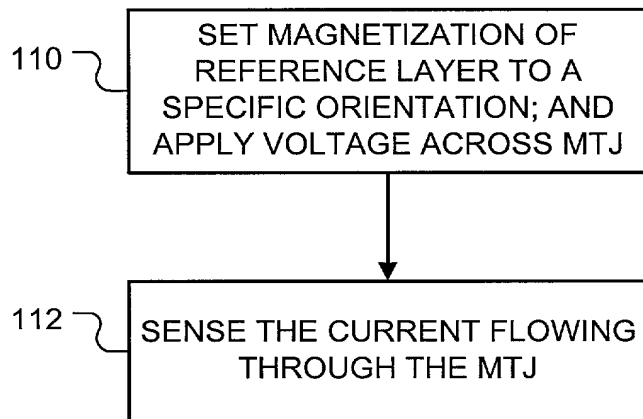 110
SET MAGNETIZATION OF
REFERENCE LAYER TO A
SPECIFIC ORIENTATION; AND
APPLY VOLTAGE ACROSS MTJ
112
SENSE THE CURRENT FLOWING
THROUGH THE MTJ